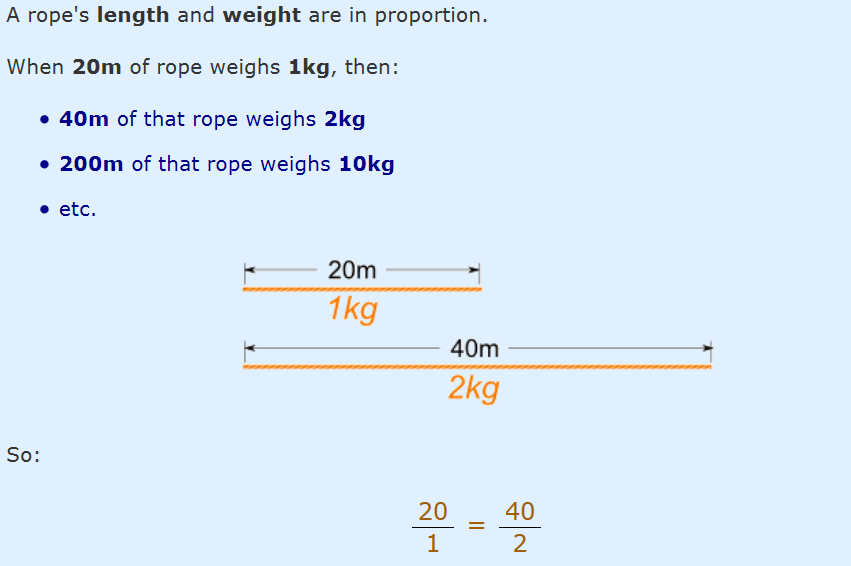 A rope's length and weight are in proportion.
When 20m of rope weighs 1kg, then:
• 40m of that rope weighs 2kg
• 200m of that rope weighs 10kg
• etc.
20m
1kg
40m
2kg
So:
20/1 = 40/2